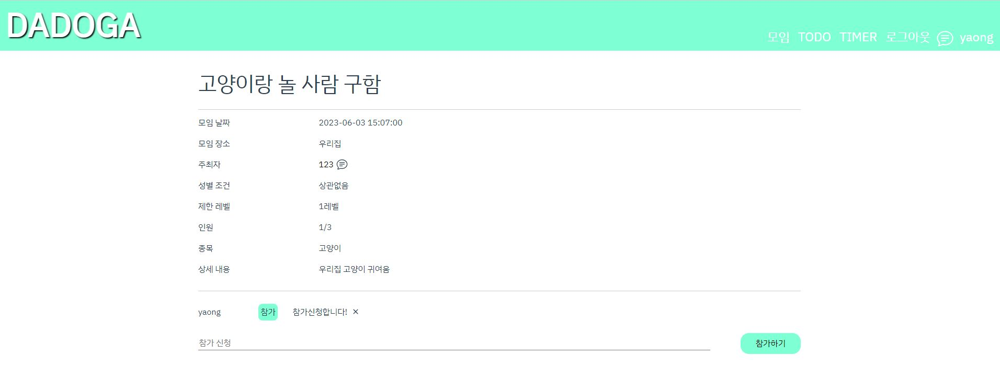 DADOGA
모임 TODO TIMER 로그아웃 yaong
고양이랑 놀 사람 구함
모임 날짜 2023-06-03 15:07:00
모임 장소 우리집
주최자 123
성별 조건 상관없음
제한 레벨 1레벨
인원 1/3
종목 고양이
상세 내용 우리집 고양이 귀여움
yaong 참가 참가신청합니다! ✕
참가 신청 참가하기